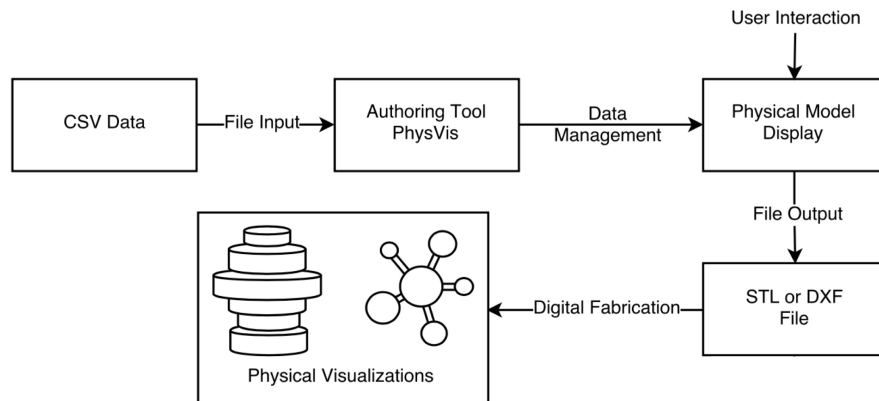 User Interaction
CSV Data
File Input
Authoring Tool
PhysVis
Data
Management
Physical Model
Display
File Output
STL or DXF
File
Digital Fabrication
Physical Visualizations